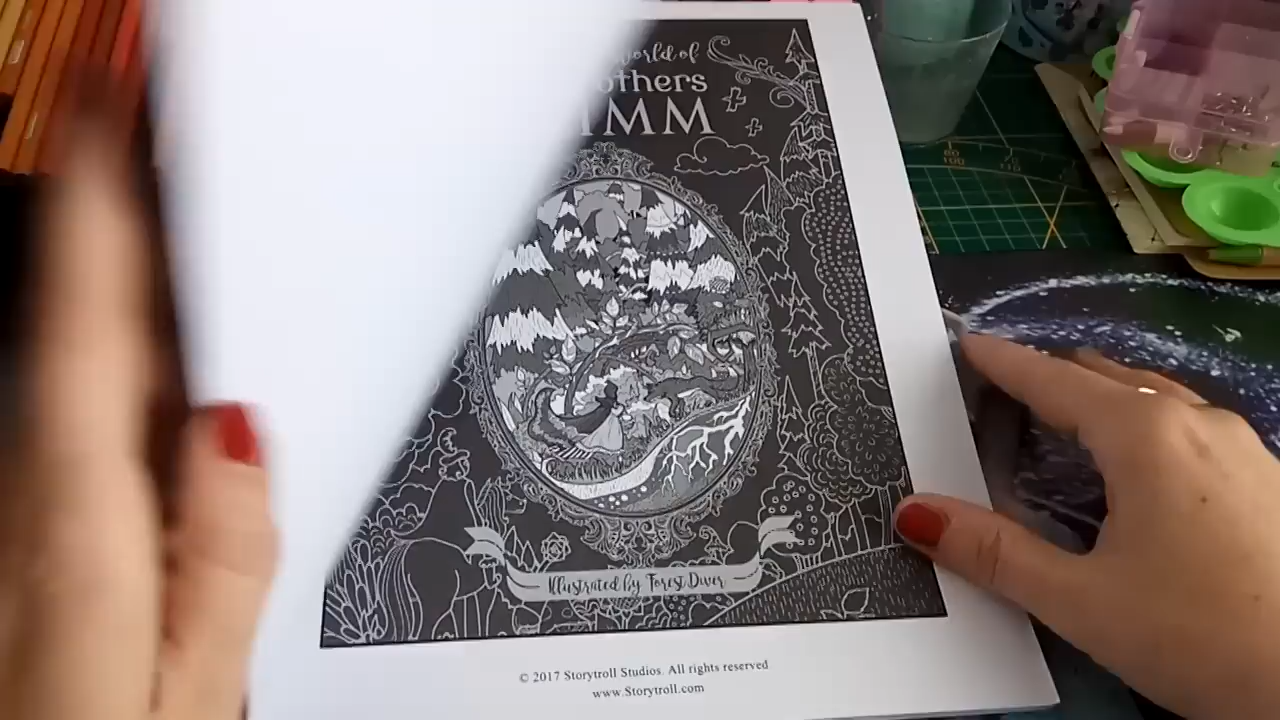 world of
others
IMM
Illustrated by Forest Diver
© 2017 Storytroll Studios. All rights reserved
www.Storytroll.com